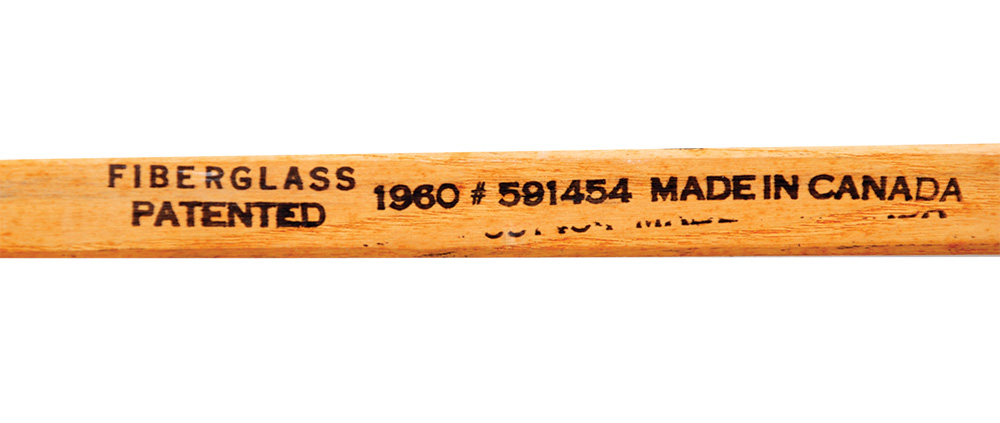 FIBERGLASS
PATENTED
1960 # 591454 MADE IN CANADA